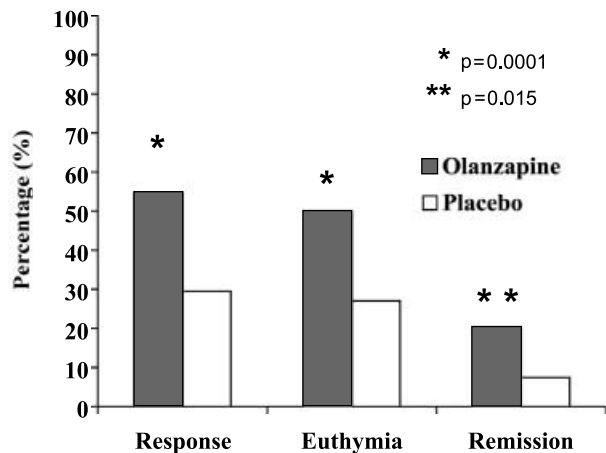 Percentage (%)
100
90
80
70
60
50
40
30
20
10
0
* p=0.0001
** p=0.015
Olanzapine
Placebo
*
*
* *
Response Euthymia Remission